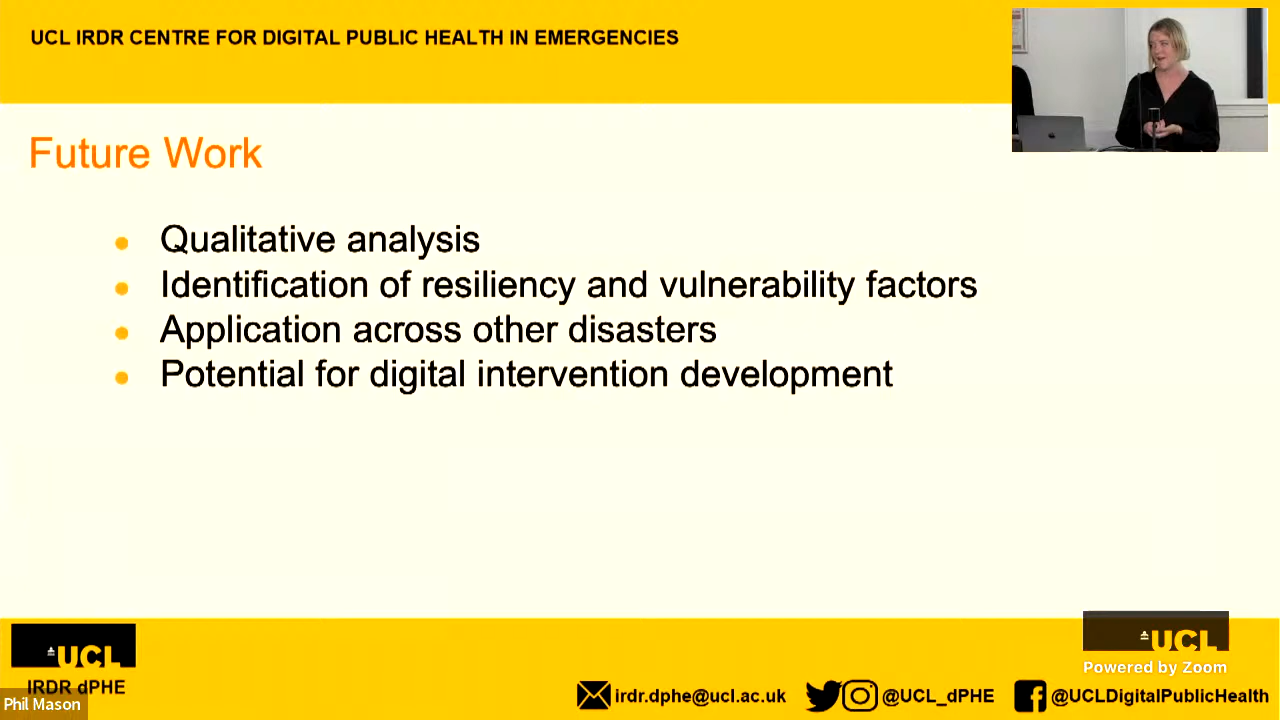 UCL IRDR CENTRE FOR DIGITAL PUBLIC HEALTH IN EMERGENCIES
Future Work
Qualitative analysis
Identification of resiliency and vulnerability factors
Application across other disasters
Potential for digital intervention development
UCL
IRDR dPHE
Phil Mason
irdr.dphe@ucl.ac.uk
@UCL_dPHE
@UCLDigitalPublicHealth
UCL
Powered by Zoom